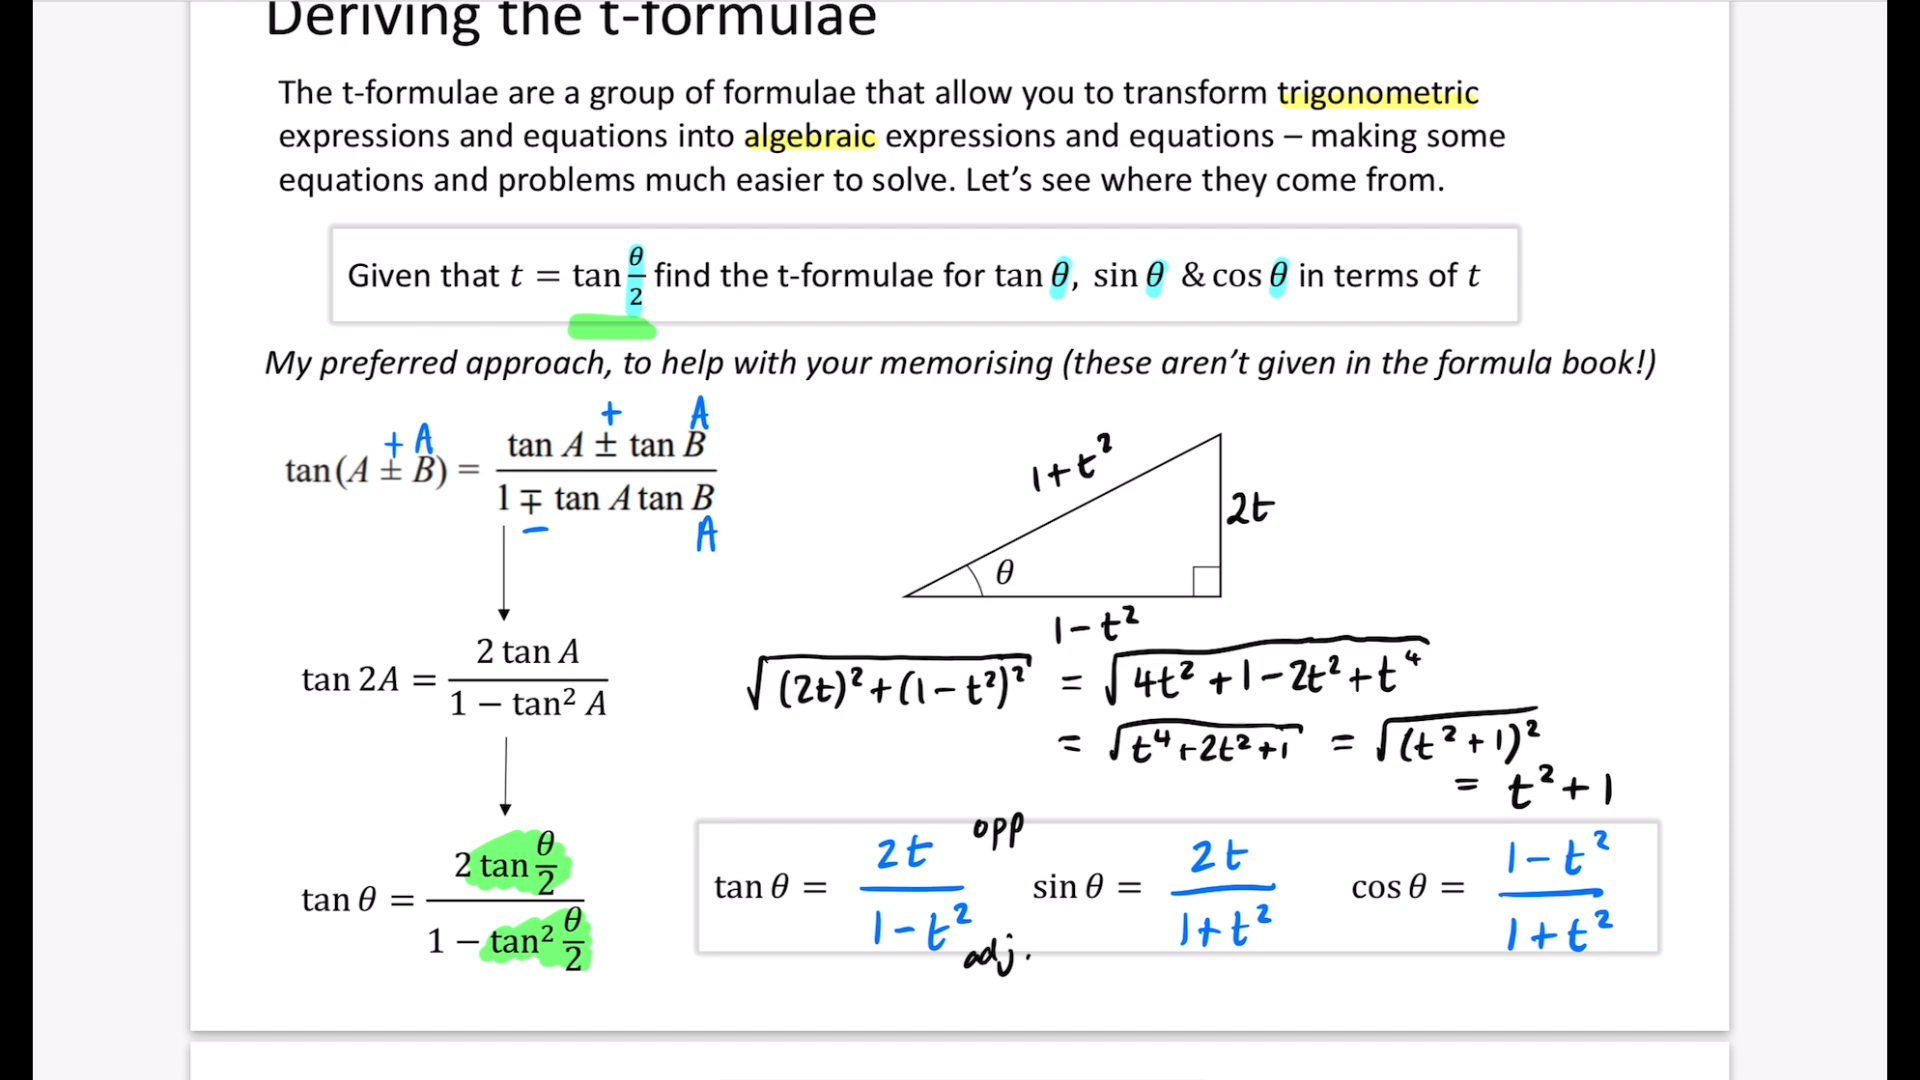 Deriving the t-formulae
The t-formulae are a group of formulae that allow you to transform trigonometric
expressions and equations into algebraic expressions and equations – making some
equations and problems much easier to solve. Let's see where they come from.
Given that t = tan θ/2 find the t-formulae for tan θ, sin θ & cos θ in terms of t
My preferred approach, to help with your memorising (these aren't given in the formula book!)
+ A + A
tan(A ± B) = (tan A ± tan B)/(1 ∓ tan A tan B)
− A
tan 2A = (2 tan A)/(1 − tan² A)
tan θ = (2 tan θ/2)/(1 − tan² θ/2)
1+t²
2t
θ
1−t²
√((2t)²+(1−t²)²) = √(4t²+1−2t²+t⁴)
= √(t⁴+2t²+1) = √((t²+1)²)
= t²+1
tan θ = 2t/(1−t²) opp adj. sin θ = 2t/(1+t²) cos θ = (1−t²)/(1+t²)